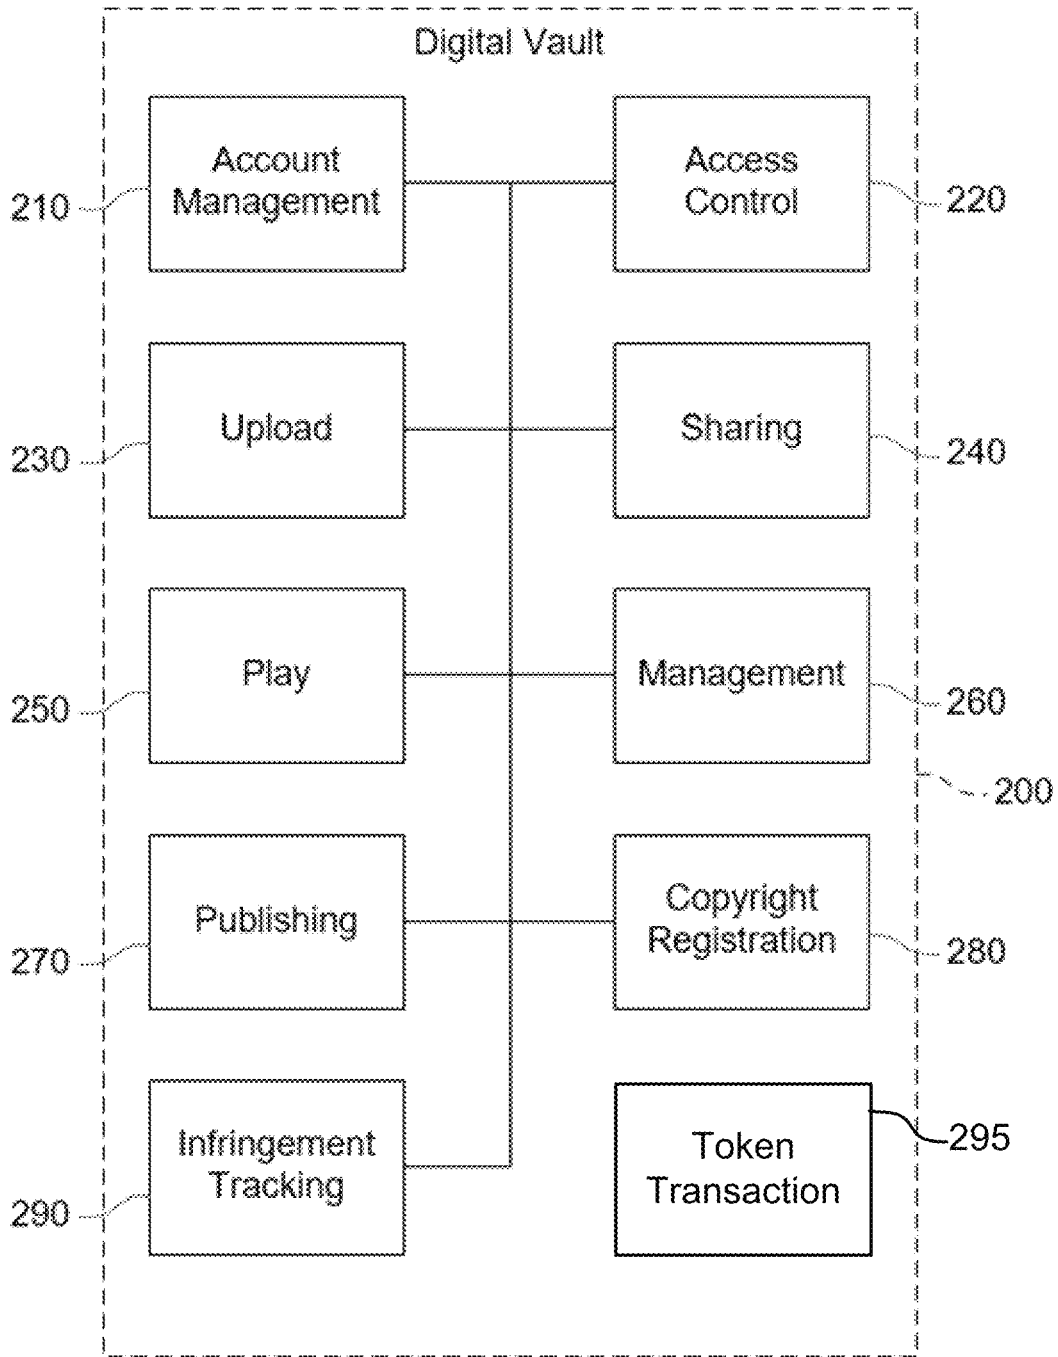 Digital Vault
Account
Management
210
Access
Control
220
Upload
230
Sharing
240
Play
250
Management
260
200
Publishing
270
Copyright
Registration
280
Infringement
Tracking
290
Token
Transaction
295